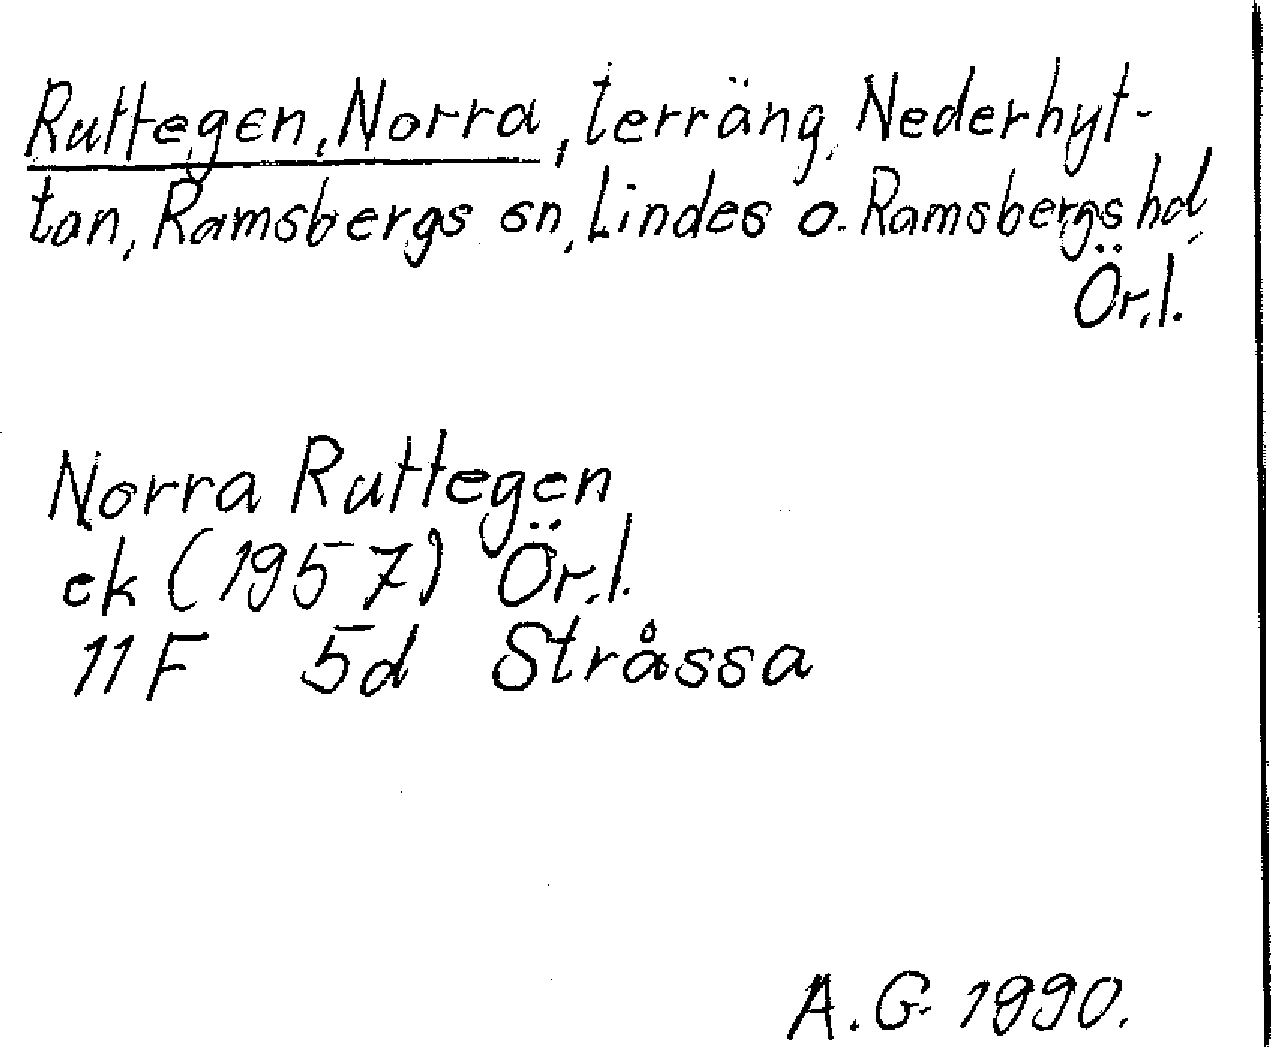 Ruttegen, Norra, terräng, Nederhyt-
tan, Ramsbergs sn, Lindes o. Ramsbergs hd,
Ör.l.
Norra Ruttegen
ek (1957) Ör.l.
11F 5d Stråssa
A.G. 1990.